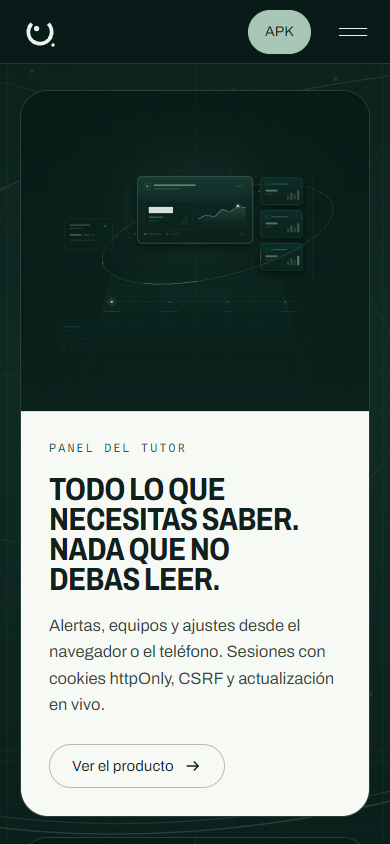 APK
PANEL DEL TUTOR
TODO LO QUE
NECESITAS SABER.
NADA QUE NO
DEBAS LEER.
Alertas, equipos y ajustes desde el
navegador o el teléfono. Sesiones con
cookies httpOnly, CSRF y actualización
en vivo.
Ver el producto →